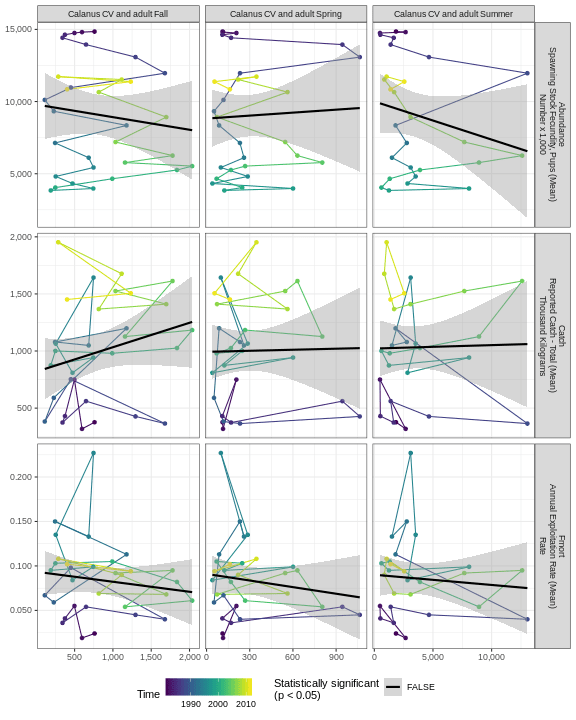 Calanus CV and adult Fall
Calanus CV and adult Spring
Calanus CV and adult Summer
15,000
10,000
5,000
Abundance
Spawning Stock Fecundity, Pups (Mean)
Number x 1,000
2,000
1,500
1,000
500
Catch
Reported Catch - Total (Mean)
Thousand Kilograms
0.200
0.150
0.100
0.050
Fmort
Annual Exploitation Rate (Mean)
Rate
500 1,000 1,500 2,000
0 300 600 900
0 5,000 10,000
Time
1990 2000 2010
Statistically significant
(p < 0.05)
FALSE